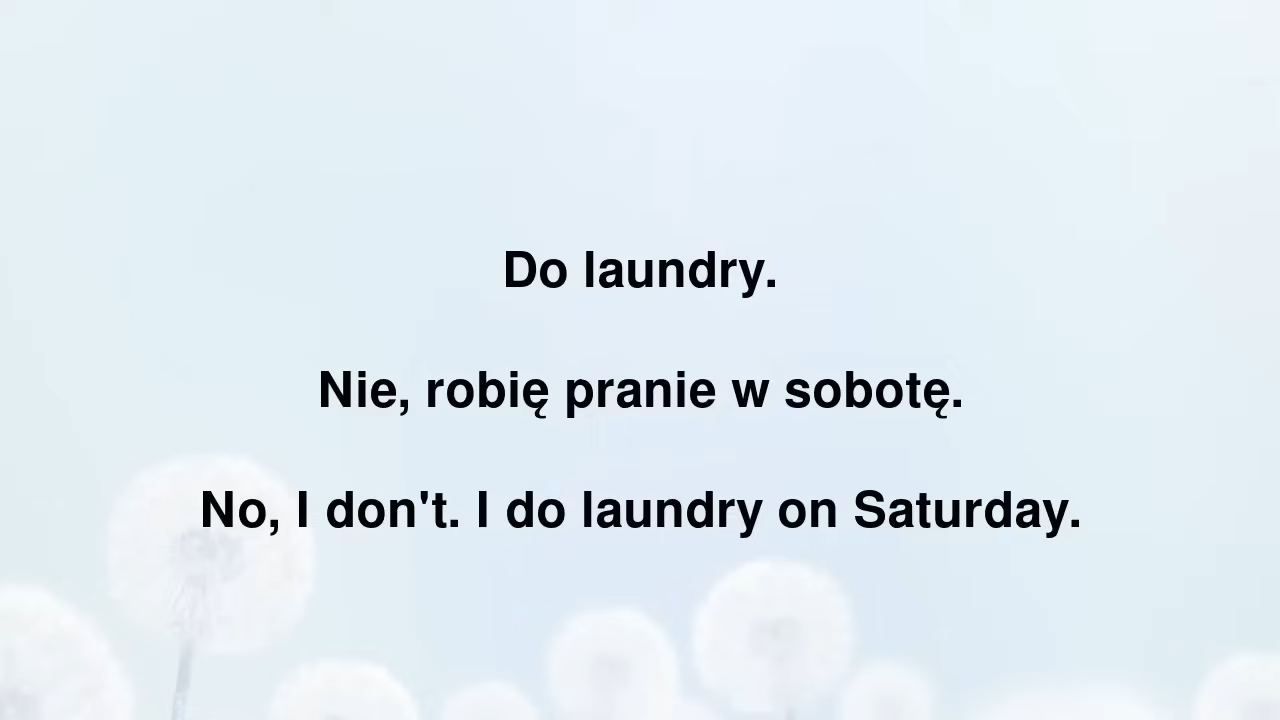 Do laundry.
Nie, robię pranie w sobotę.
No, I don't. I do laundry on Saturday.